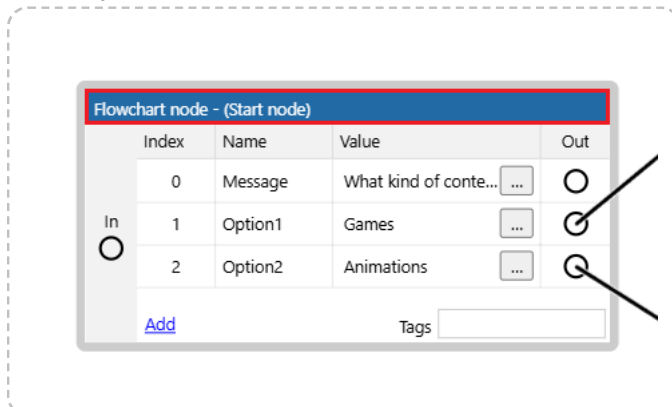 Flowchart node - (Start node)
Index Name Value Out
0 Message What kind of conte... ...
In
1 Option1 Games ...
2 Option2 Animations ...
Add Tags